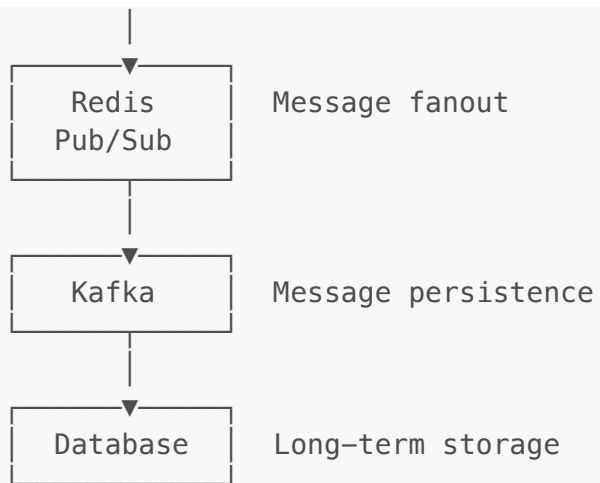 Redis Message fanout
Pub/Sub
Kafka Message persistence
Database Long-term storage